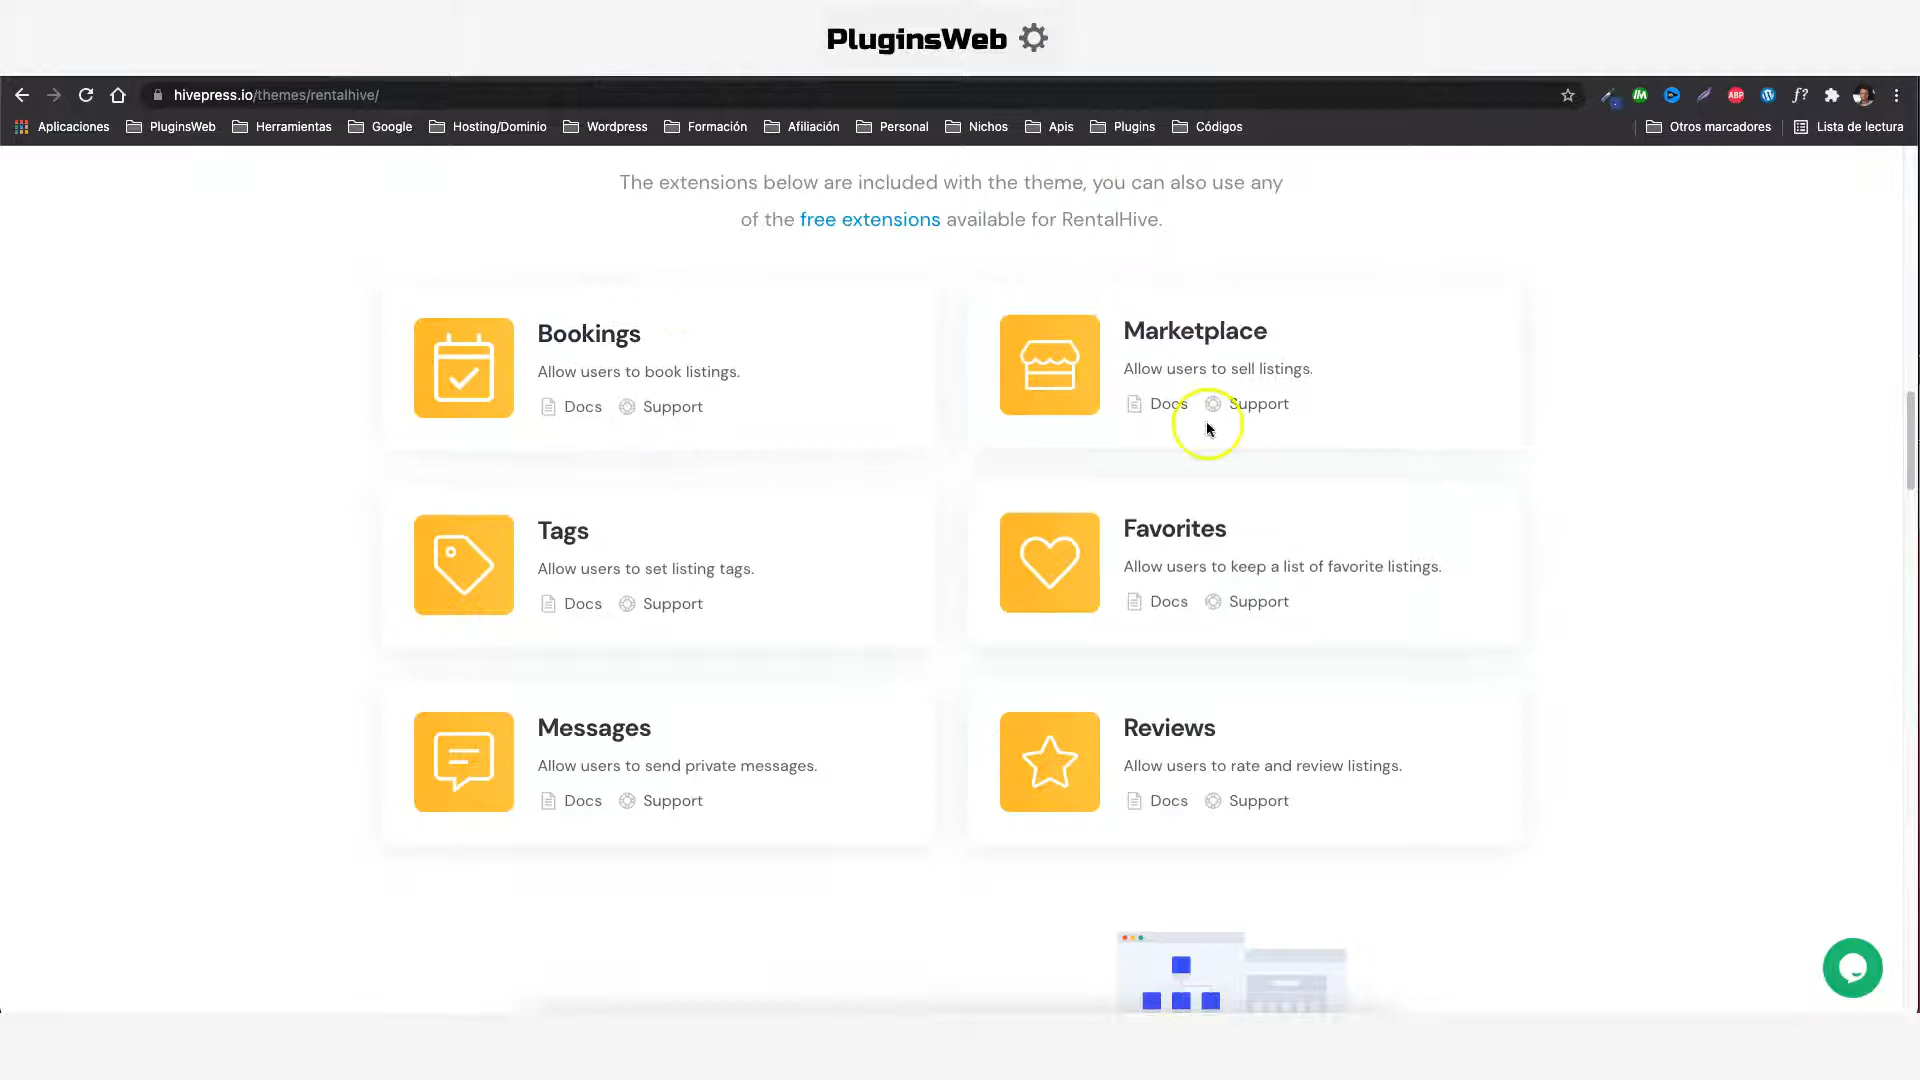 PluginsWeb
hivepress.io/themes/rentalhive/
Aplicaciones PluginsWeb Herramientas Google Hosting/Dominio Wordpress Formación Afiliación Personal Nichos Apis Plugins Códigos Otros marcadores Lista de lectura
The extensions below are included with the theme, you can also use any
of the free extensions available for RentalHive.
Bookings
Allow users to book listings.
Docs Support
Marketplace
Allow users to sell listings.
Docs Support
Tags
Allow users to set listing tags.
Docs Support
Favorites
Allow users to keep a list of favorite listings.
Docs Support
Messages
Allow users to send private messages.
Docs Support
Reviews
Allow users to rate and review listings.
Docs Support